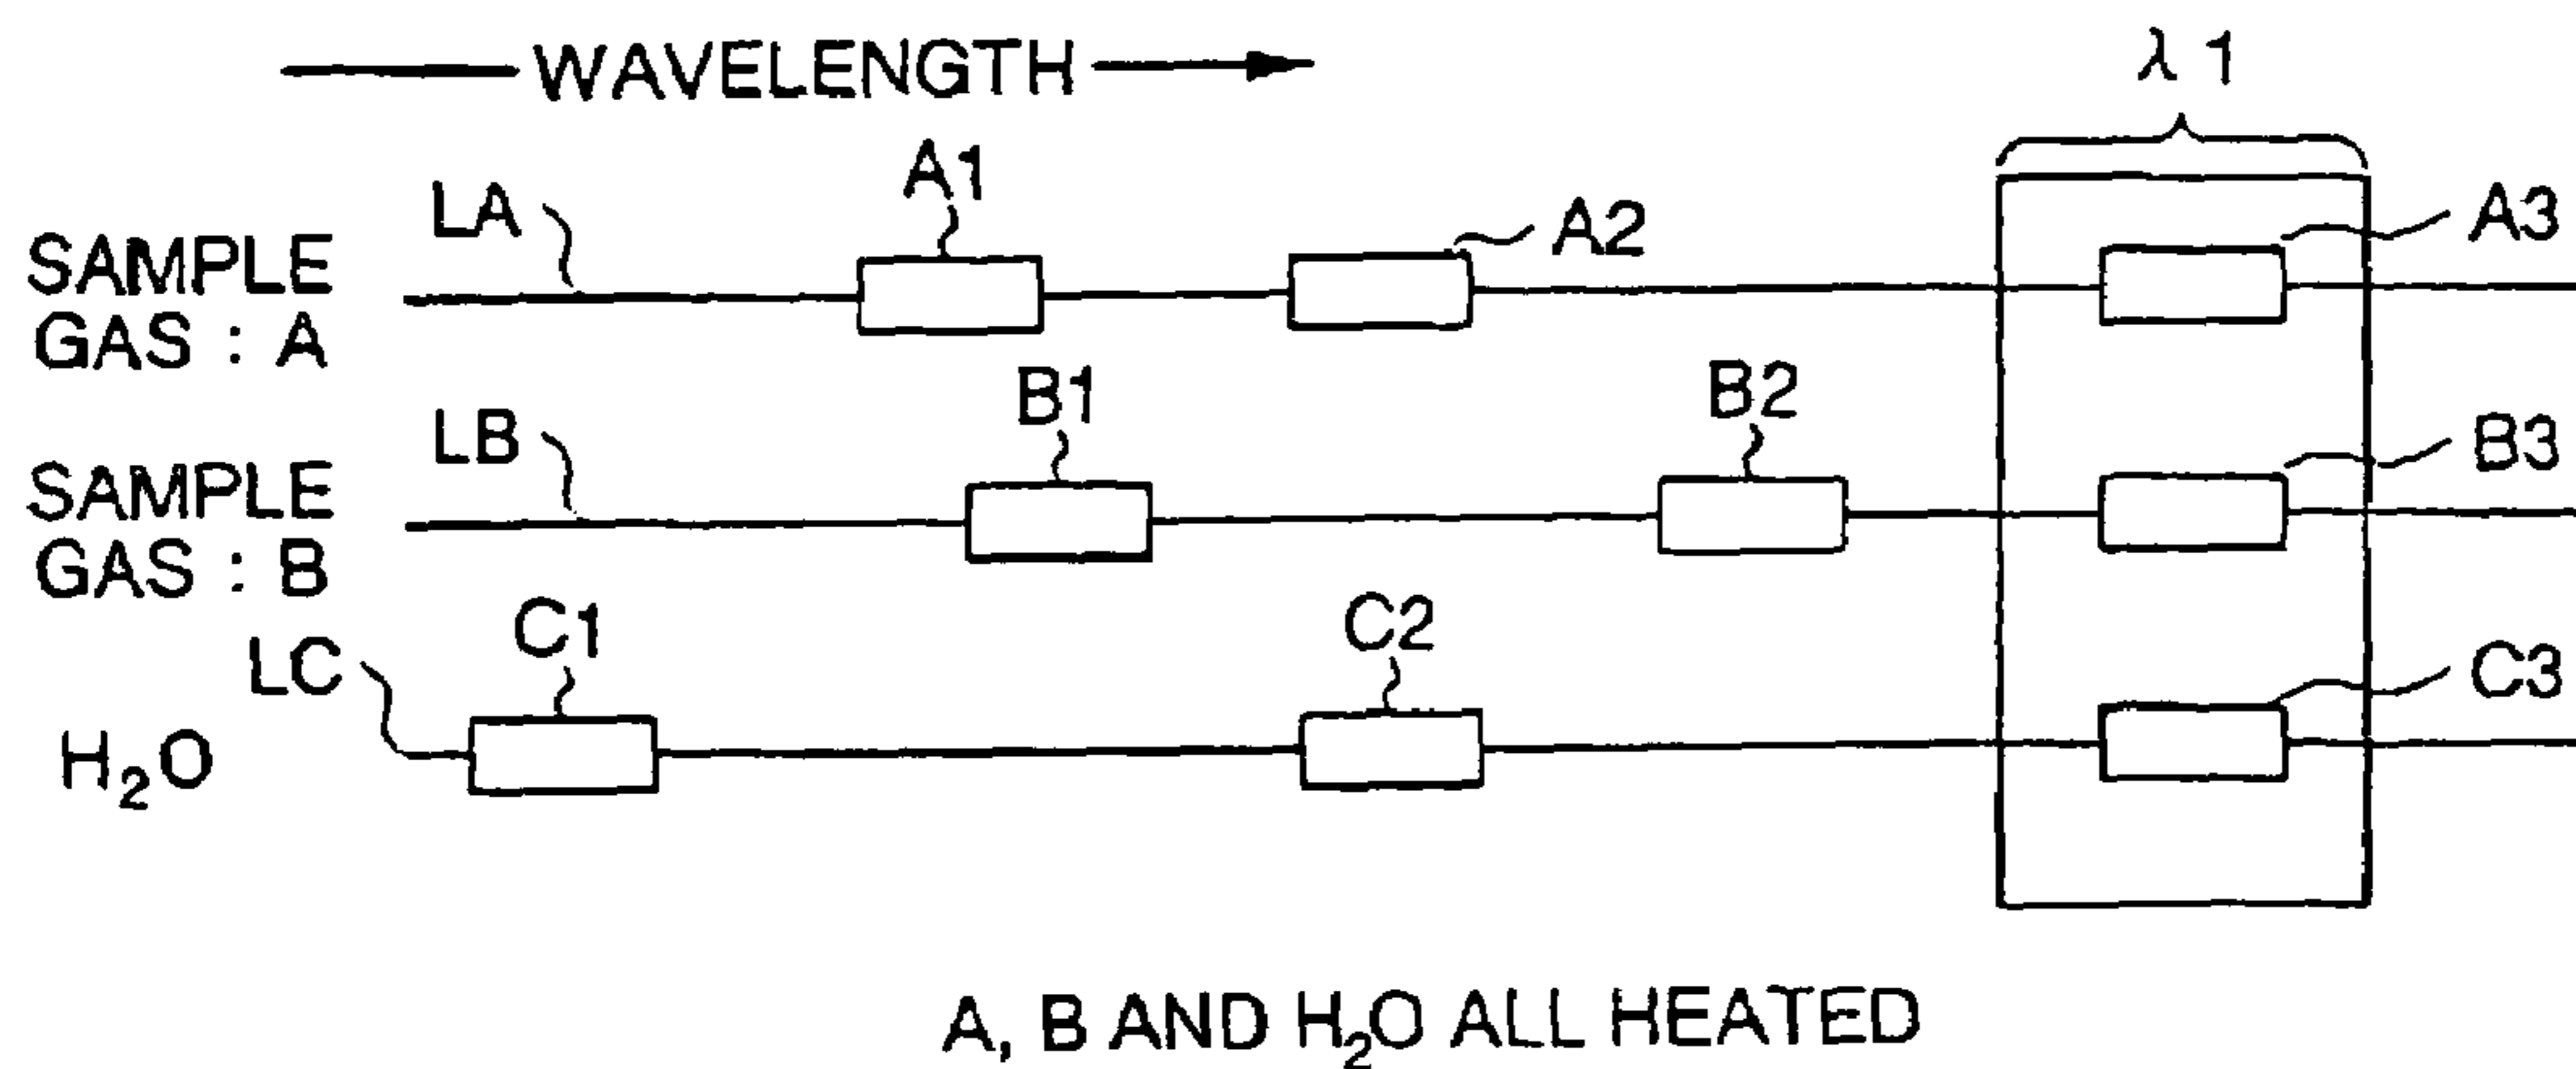 WAVELENGTH
λ1
A1
LA
A2
A3
SAMPLE
GAS : A
B1
B2
LB
B3
SAMPLE
GAS : B
C1
C2
LC
C3
H₂O
A, B AND H₂O ALL HEATED